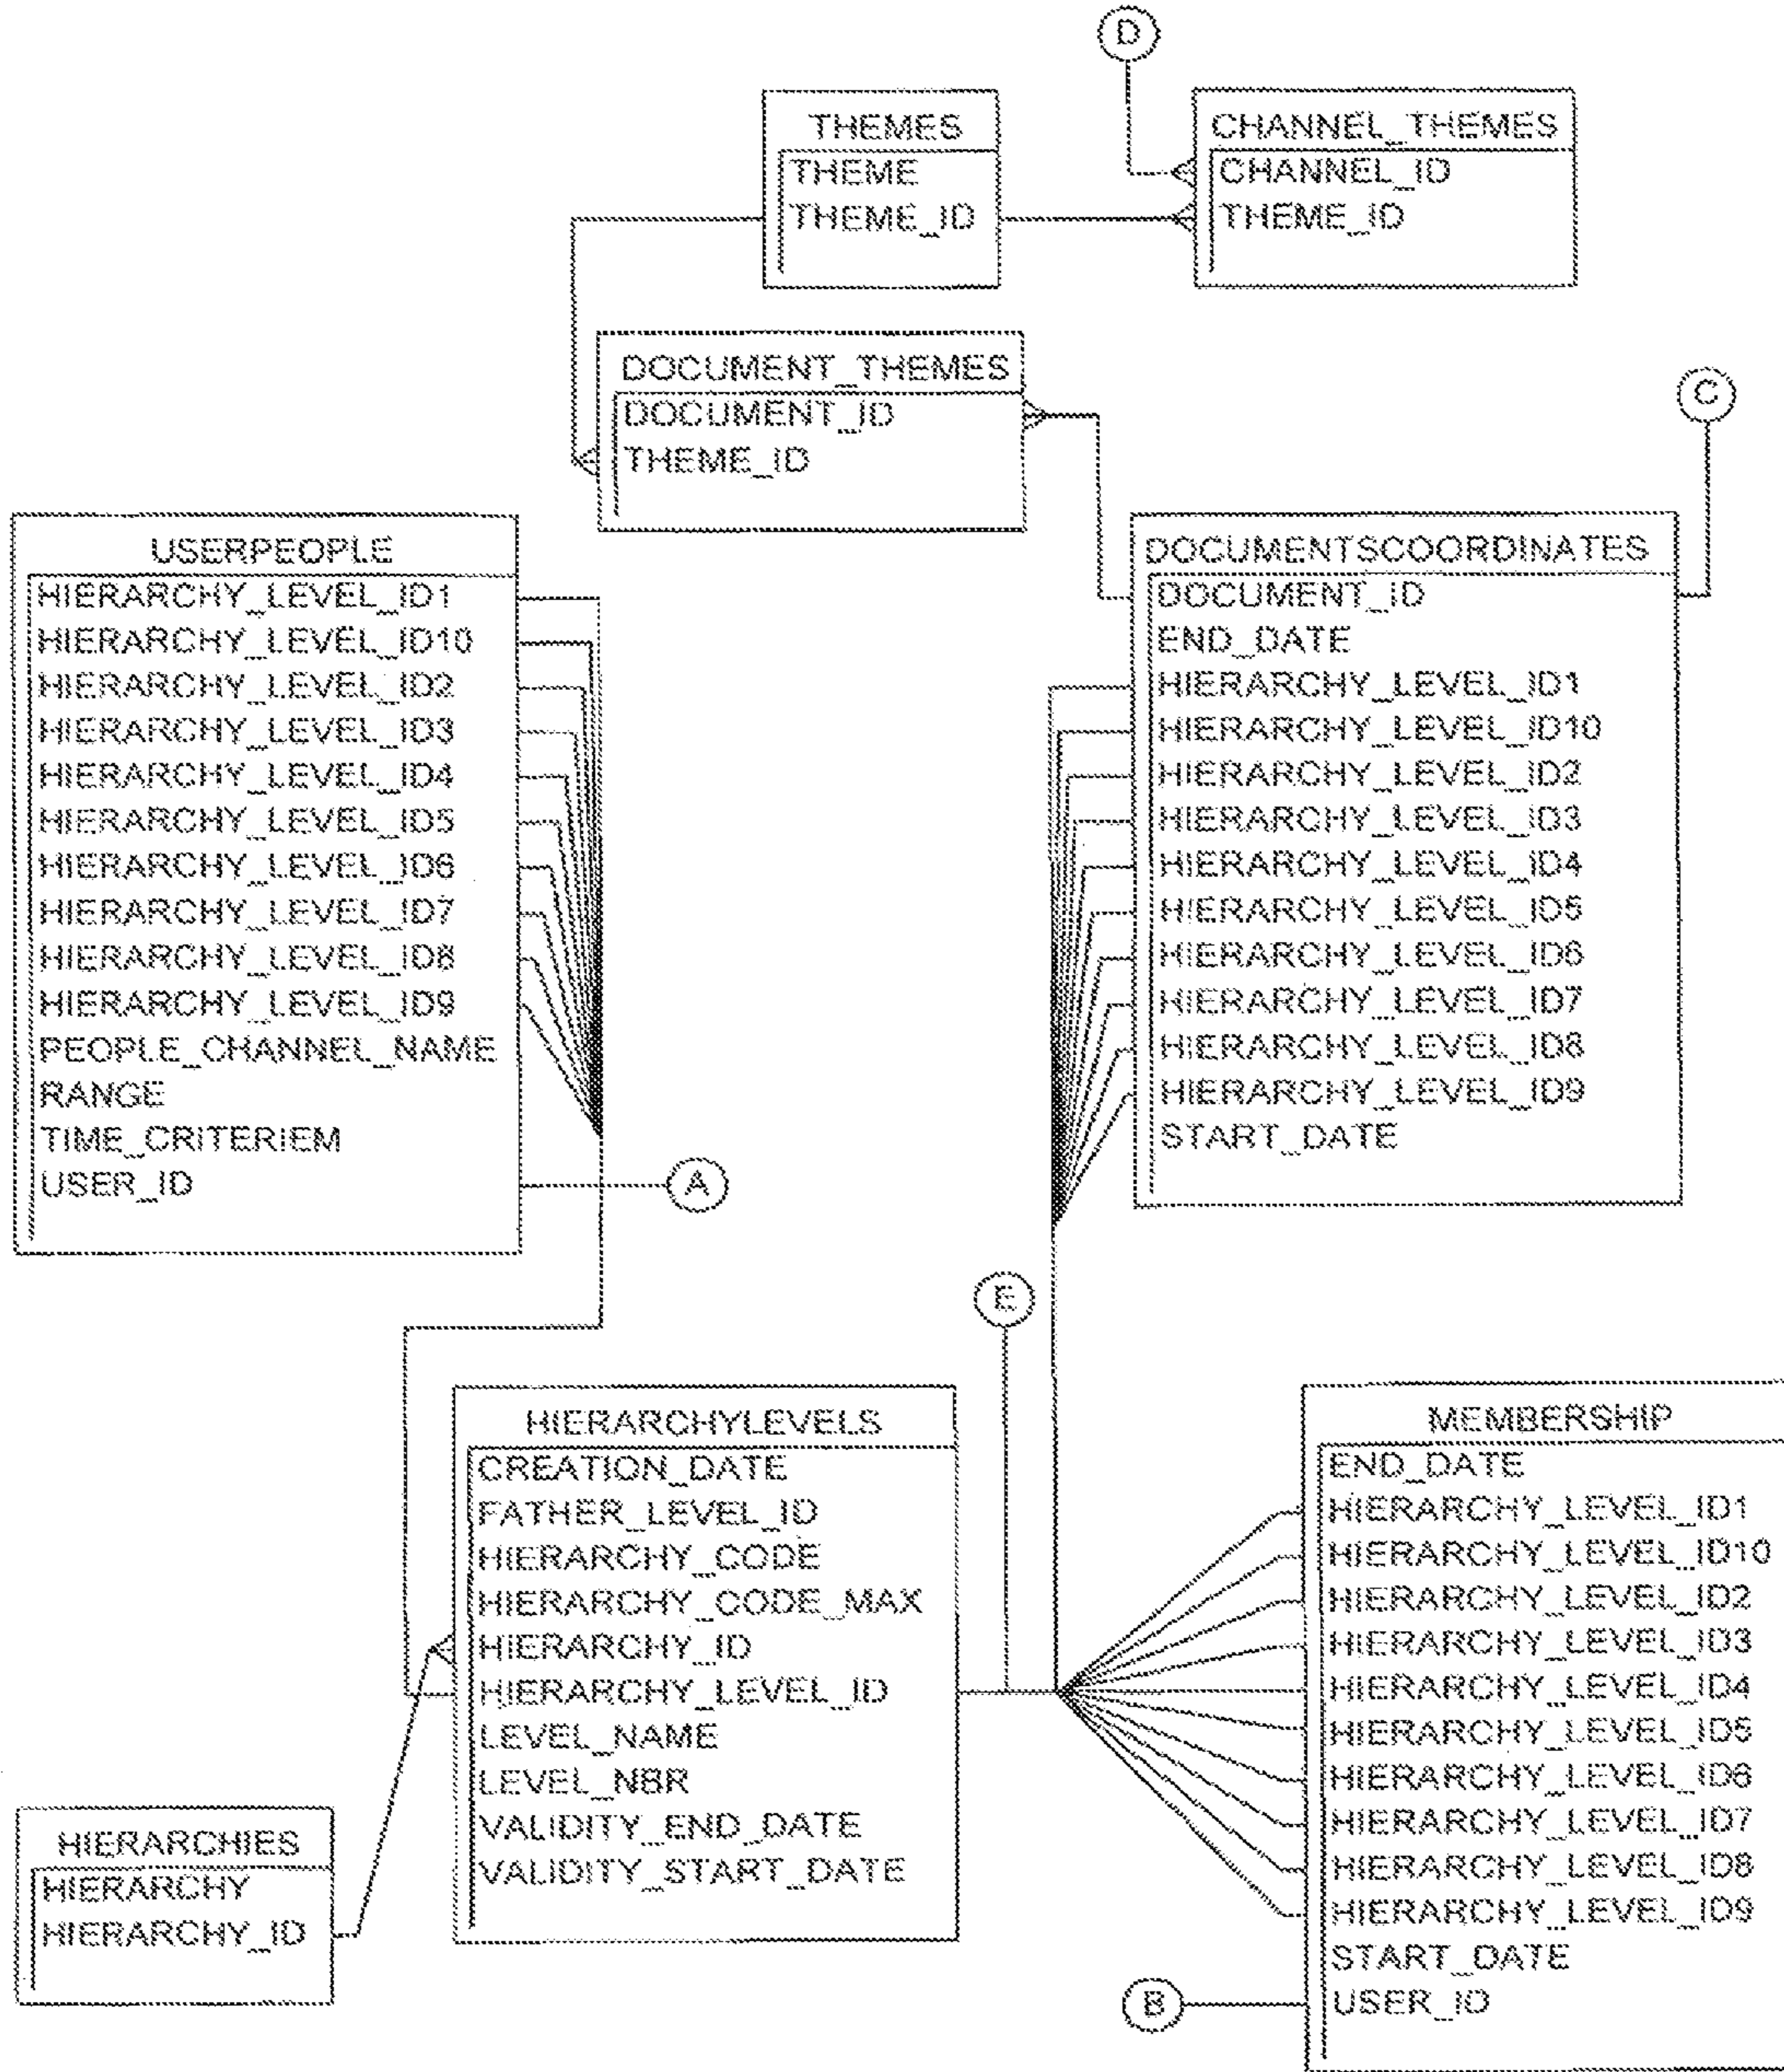 D
THEMES
THEME
THEME_ID
CHANNEL_THEMES
CHANNEL_ID
THEME_ID
DOCUMENT_THEMES
DOCUMENT_ID
THEME_ID
C
USERPEOPLE
HIERARCHY_LEVEL_ID1
HIERARCHY_LEVEL_ID10
HIERARCHY_LEVEL_ID2
HIERARCHY_LEVEL_ID3
HIERARCHY_LEVEL_ID4
HIERARCHY_LEVEL_ID5
HIERARCHY_LEVEL_ID6
HIERARCHY_LEVEL_ID7
HIERARCHY_LEVEL_ID8
HIERARCHY_LEVEL_ID9
PEOPLE_CHANNEL_NAME
RANGE
TIME_CRITERIEM
USER_ID
A
DOCUMENTSCOORDINATES
DOCUMENT_ID
END_DATE
HIERARCHY_LEVEL_ID1
HIERARCHY_LEVEL_ID10
HIERARCHY_LEVEL_ID2
HIERARCHY_LEVEL_ID3
HIERARCHY_LEVEL_ID4
HIERARCHY_LEVEL_ID5
HIERARCHY_LEVEL_ID6
HIERARCHY_LEVEL_ID7
HIERARCHY_LEVEL_ID8
HIERARCHY_LEVEL_ID9
START_DATE
E
HIERARCHYLEVELS
CREATION_DATE
FATHER_LEVEL_ID
HIERARCHY_CODE
HIERARCHY_CODE_MAX
HIERARCHY_ID
HIERARCHY_LEVEL_ID
LEVEL_NAME
LEVEL_NBR
VALIDITY_END_DATE
VALIDITY_START_DATE
MEMBERSHIP
END_DATE
HIERARCHY_LEVEL_ID1
HIERARCHY_LEVEL_ID10
HIERARCHY_LEVEL_ID2
HIERARCHY_LEVEL_ID3
HIERARCHY_LEVEL_ID4
HIERARCHY_LEVEL_ID5
HIERARCHY_LEVEL_ID6
HIERARCHY_LEVEL_ID7
HIERARCHY_LEVEL_ID8
HIERARCHY_LEVEL_ID9
START_DATE
USER_ID
B
HIERARCHIES
HIERARCHY
HIERARCHY_ID